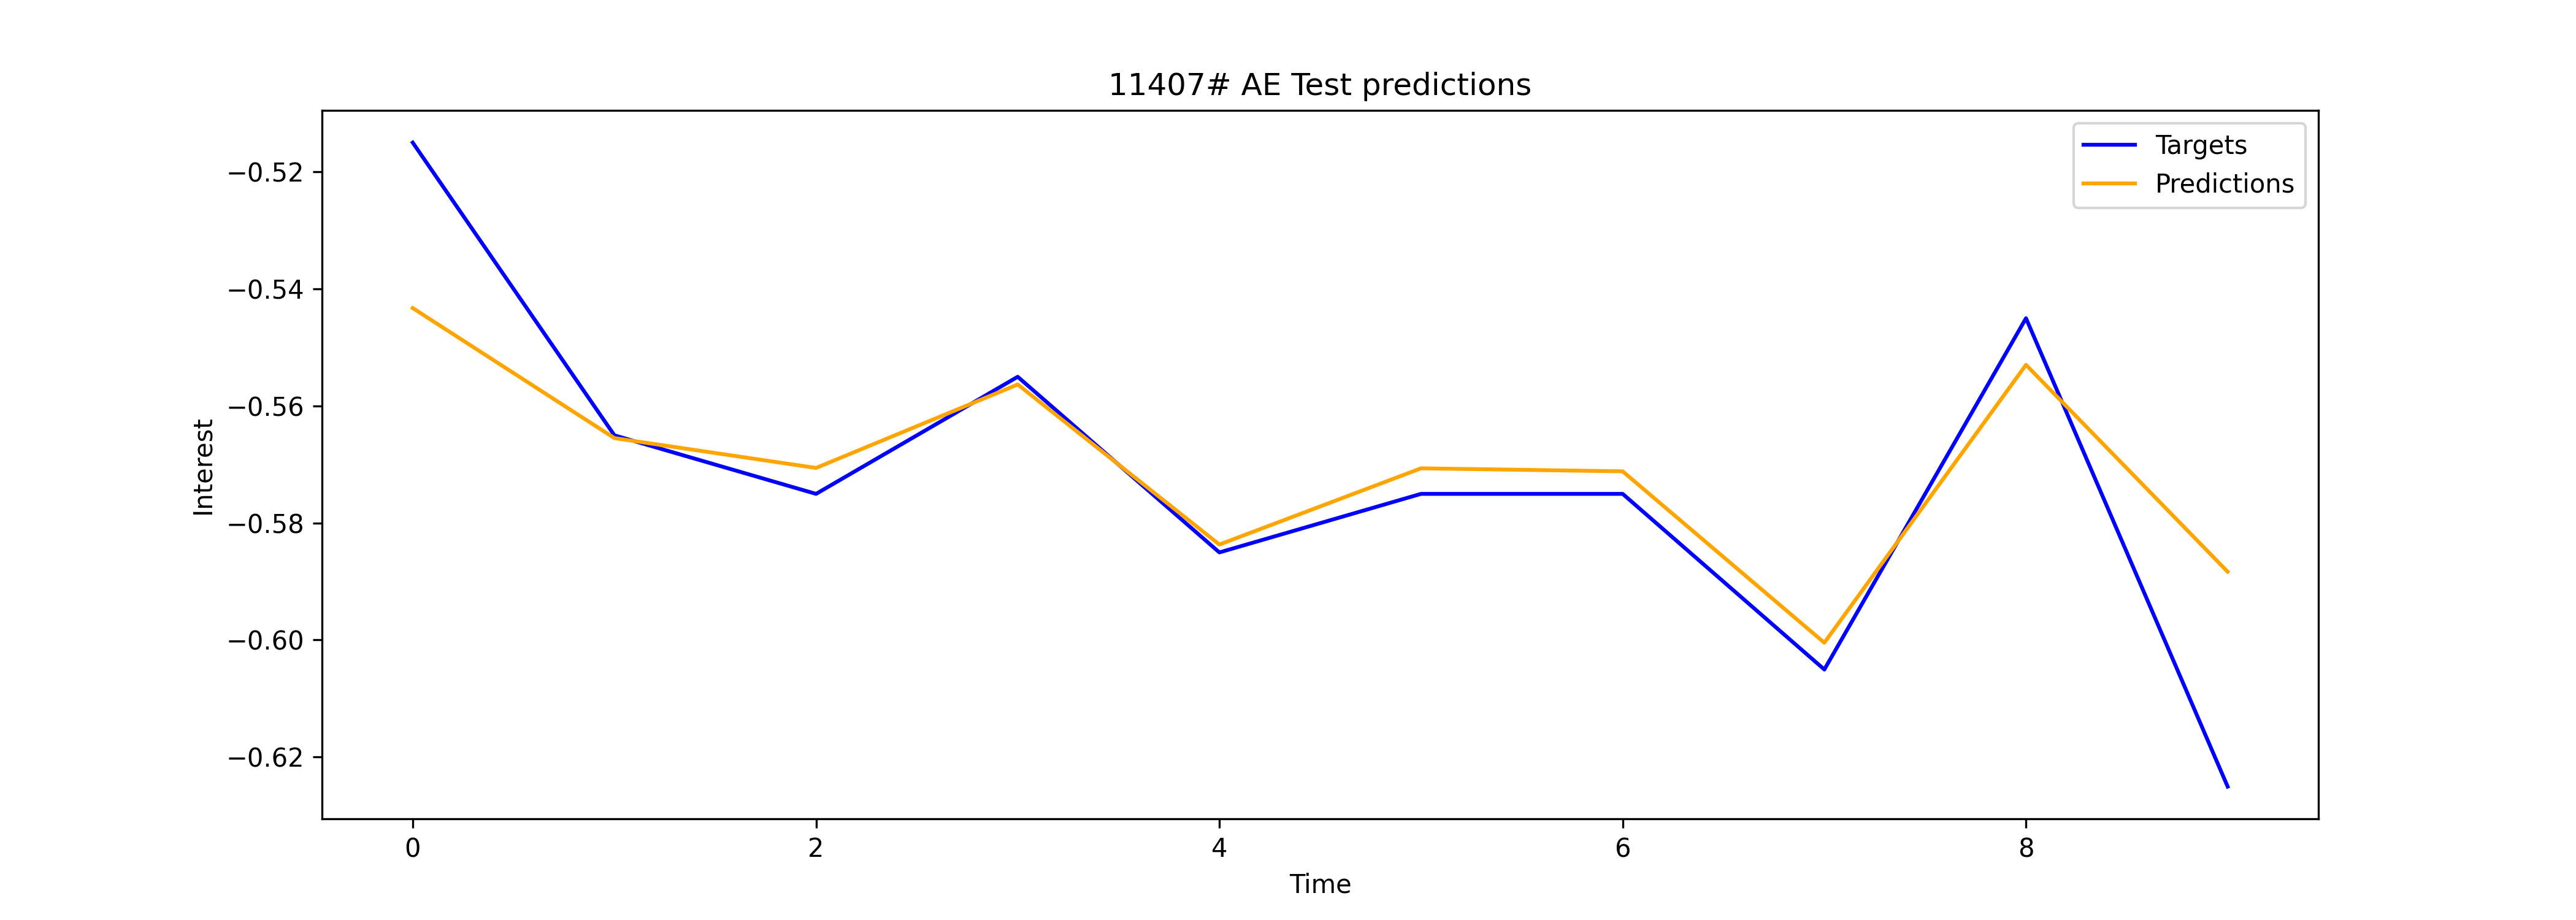 11407# AE Test predictions
Targets
Predictions
−0.52
−0.54
−0.56
−0.58
−0.60
−0.62
Interest
0 2 4 6 8
Time